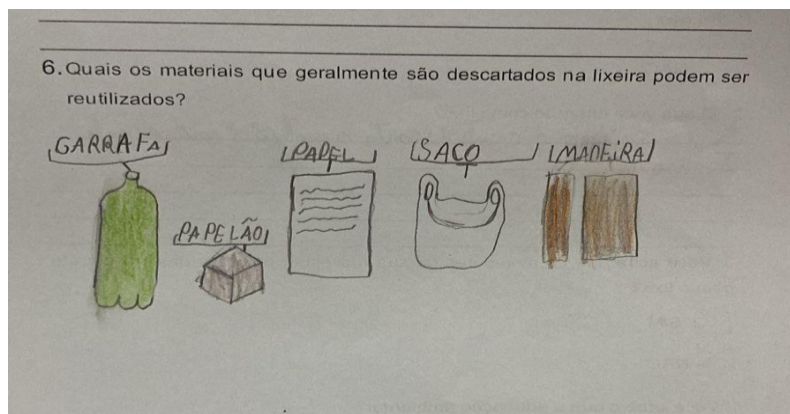 6. Quais os materiais que geralmente são descartados na lixeira podem ser
reutilizados?
GARRAFA
PAPELÃO
PAPEL
SACO
MADEIRA